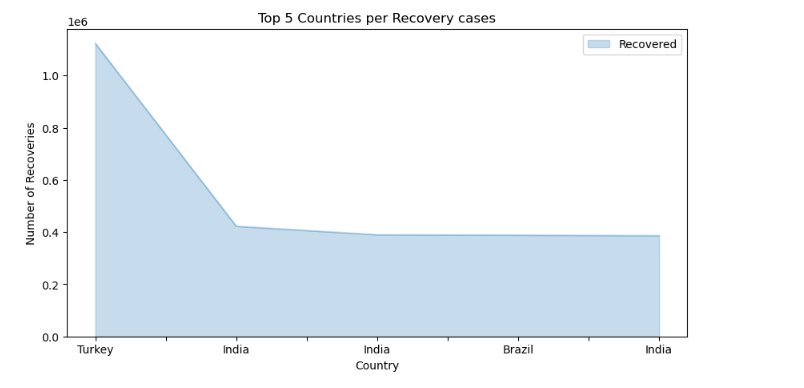 Top 5 Countries per Recovery cases
1e6
Recovered
1.0
0.8
0.6
0.4
0.2
0.0
Number of Recoveries
Turkey India India Brazil India
Country